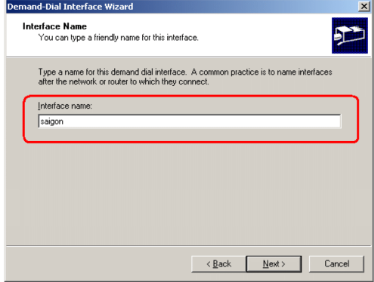 Demand-Dial Interface Wizard
Interface Name
You can type a friendly name for this interface.
Type a name for this demand dial interface. A common practice is to name interfaces
after the network or router to which they connect.
Interface name:
saigon
< Back Next > Cancel